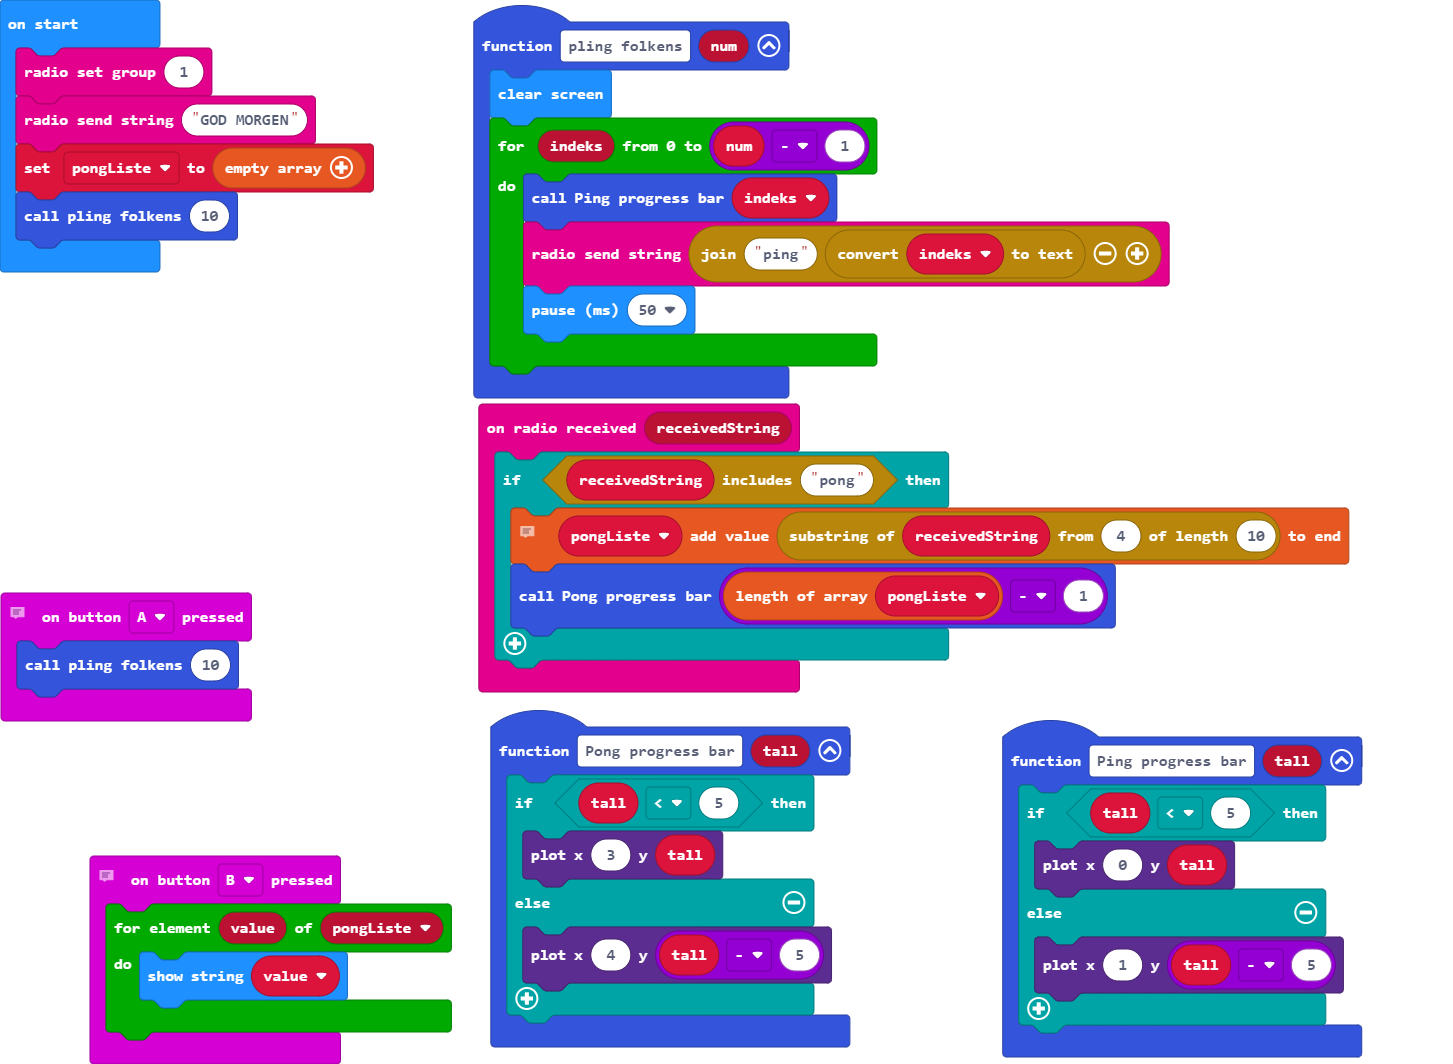 on start
radio set group 1
radio send string "GOD MORGEN"
set pongListe to empty array
call pling folkens 10
function pling folkens num
clear screen
for indeks from 0 to num - 1
do
call Ping progress bar indeks
radio send string join "ping" convert indeks to text
pause (ms) 50
on radio received receivedString
if receivedString includes "pong" then
pongListe add value substring of receivedString from 4 of length 10 to end
call Pong progress bar length of array pongListe - 1
on button A pressed
call pling folkens 10
function Pong progress bar tall
if tall < 5 then
plot x 3 y tall
else
plot x 4 y tall - 5
function Ping progress bar tall
if tall < 5 then
plot x 0 y tall
else
plot x 1 y tall - 5
on button B pressed
for element value of pongListe
do
show string value